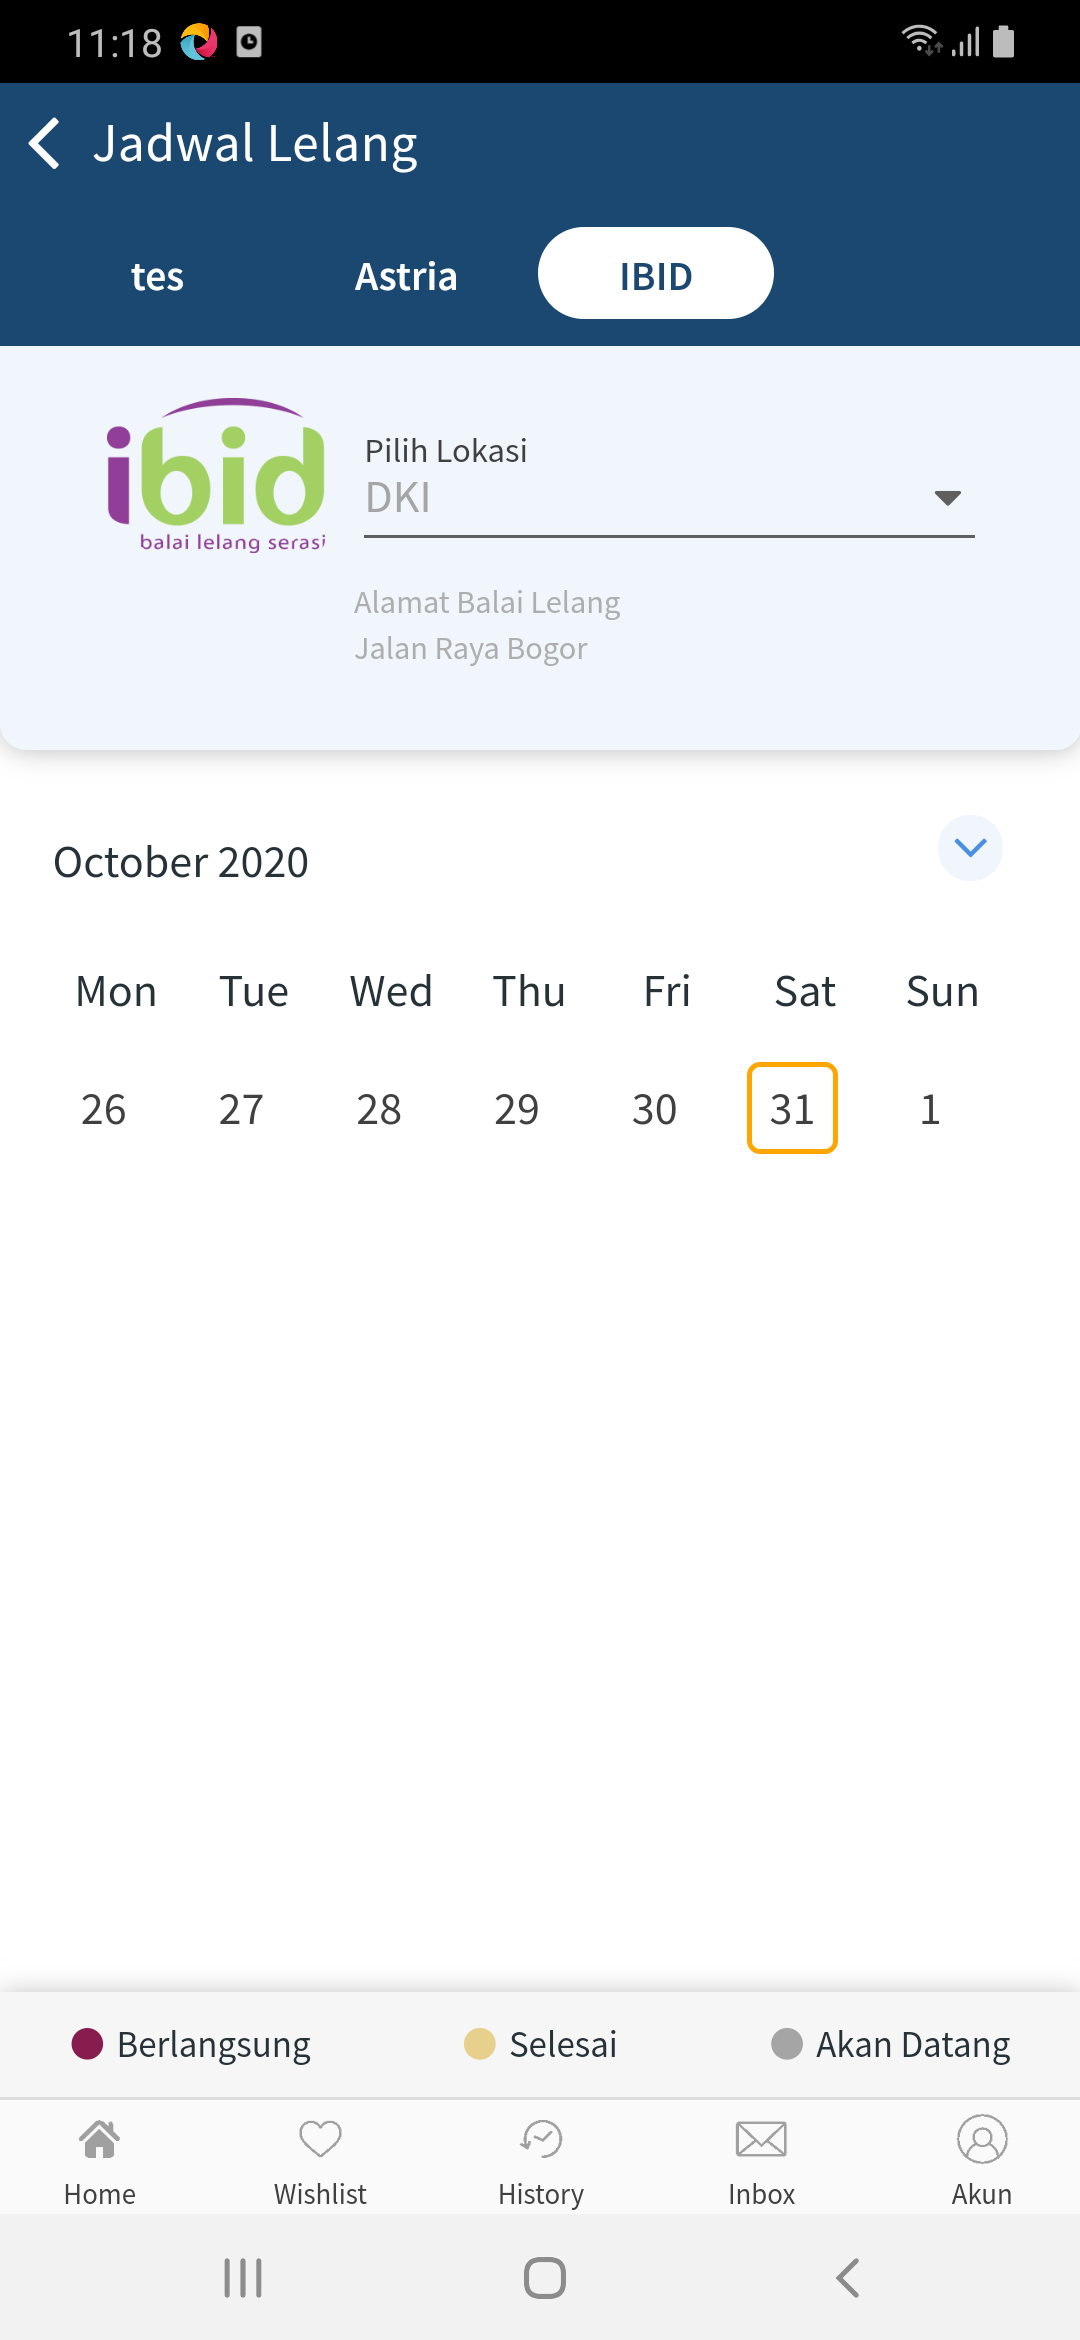 11:18
Jadwal Lelang
tes Astria IBID
ibid
balai lelang serasi
Pilih Lokasi
DKI
Alamat Balai Lelang
Jalan Raya Bogor
October 2020
Mon Tue Wed Thu Fri Sat Sun
26 27 28 29 30 31 1
Berlangsung Selesai Akan Datang
Home Wishlist History Inbox Akun